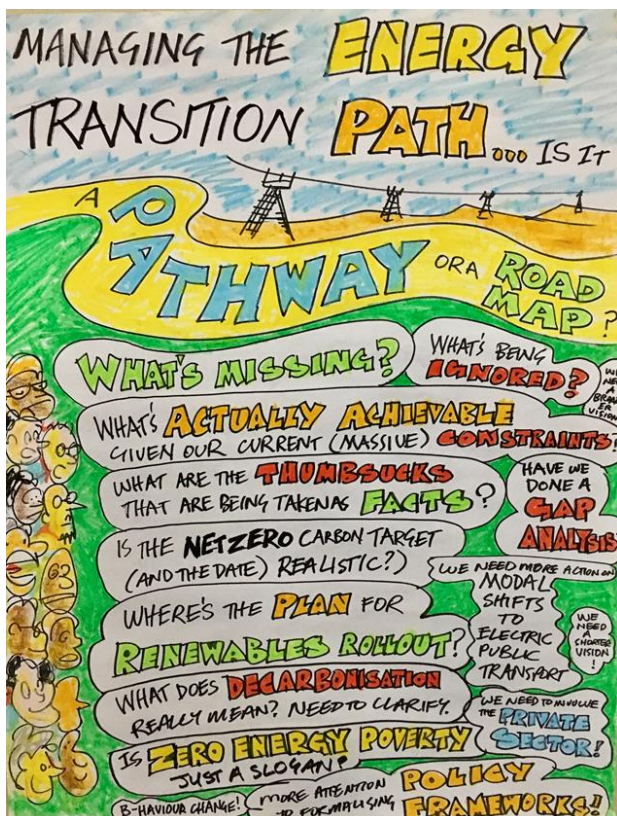 MANAGING THE ENERGY
TRANSITION PATH... IS IT
A PATHWAY OR A ROAD
MAP?
WHAT'S MISSING?
WHAT'S BEING
IGNORED?
WHAT'S ACTUALLY ACHIEVABLE
GIVEN OUR CURRENT (MASSIVE) CONSTRAINTS?
WHAT ARE THE THUMBSUCKS
THAT ARE BEING TAKEN AS FACTS?
HAVE WE
DONE A
GAP
ANALYSIS
IS THE NETZERO CARBON TARGET
(AND THE DATE) REALISTIC?)
WE NEED MORE ACTION ON
MODAL
SHIFTS
TO
ELECTRIC
PUBLIC
TRANSPORT
WHERE'S THE PLAN FOR
RENEWABLES ROLLOUT?
WE
NEED
A
SHORTER
VISION
!
WHAT DOES DECARBONISATION
REALLY MEAN? NEED TO CLARIFY.
WE NEED TO INVOLVE
THE PRIVATE
SECTOR!
IS ZERO ENERGY POVERTY
JUST A SLOGAN?
B-HAVIOUR CHANGE!
MORE ATTENTION
TO FORMALISING
POLICY
FRAMEWORKS!!